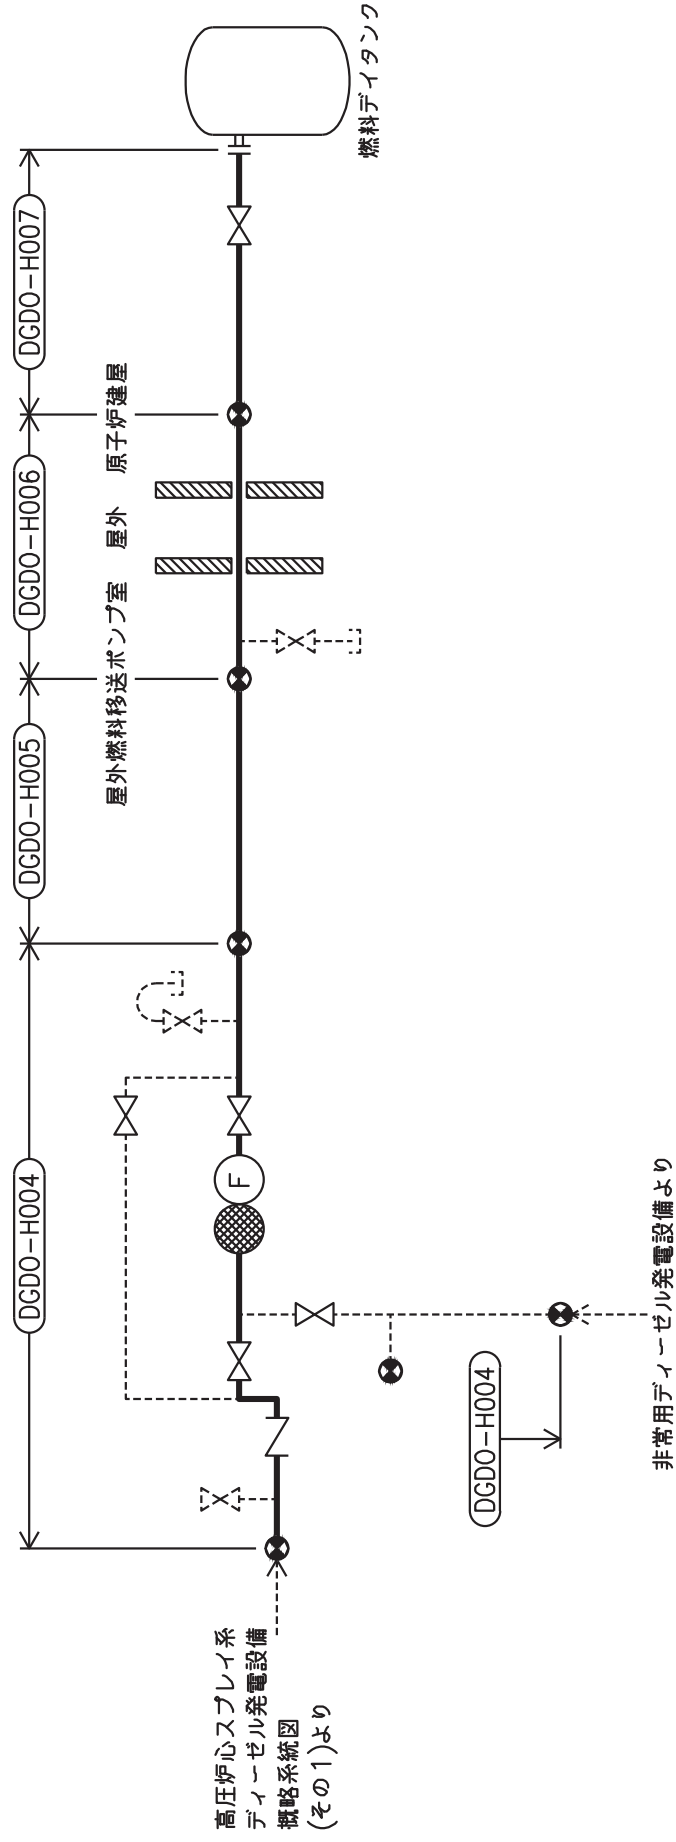 高圧炉心スプレイ系
ディーゼル発電設備
概略系統図
(その1)より
DGDO-H004
DGDO-H005
DGDO-H006
DGDO-H007
屋外燃料移送ポンプ室
屋外
原子炉建屋
F
燃料デイタンク
DGDO-H004
非常用ディーゼル発電設備より